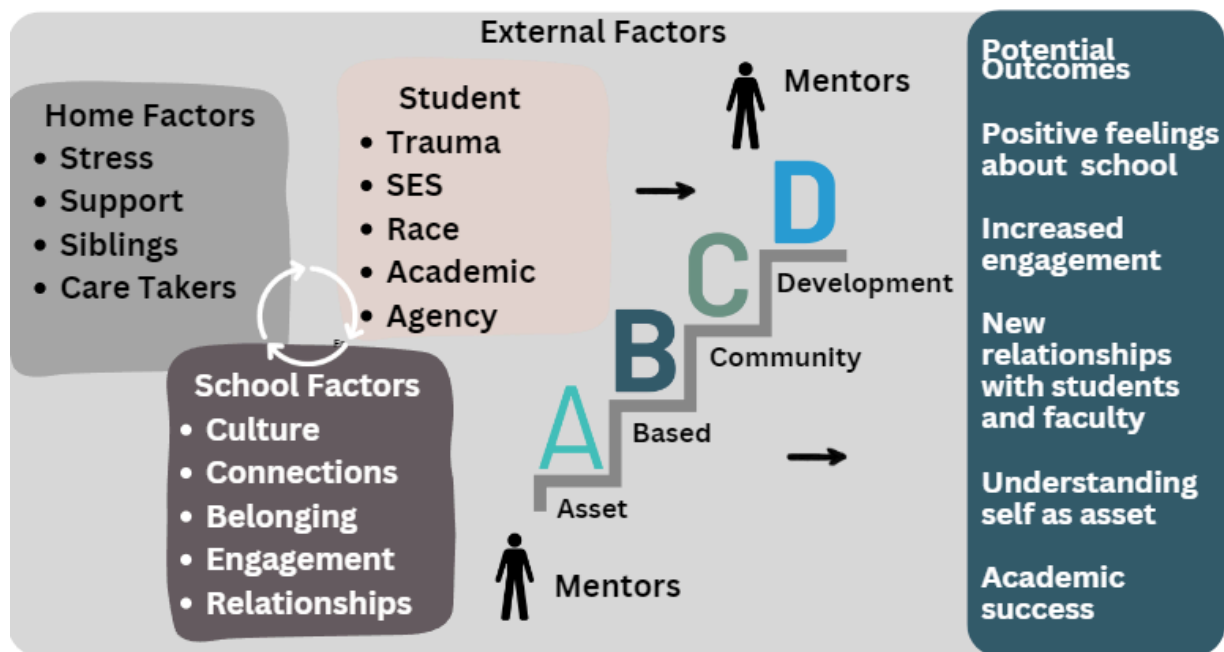 External Factors
Home Factors
• Stress
• Support
• Siblings
• Care Takers
Student
• Trauma
• SES
• Race
• Academic
• Agency
School Factors
• Culture
• Connections
• Belonging
• Engagement
• Relationships
Mentors
D
Development
C
Community
B
Based
A
Asset
Mentors
Potential
Outcomes
Positive feelings
about school
Increased
engagement
New
relationships
with students
and faculty
Understanding
self as asset
Academic
success